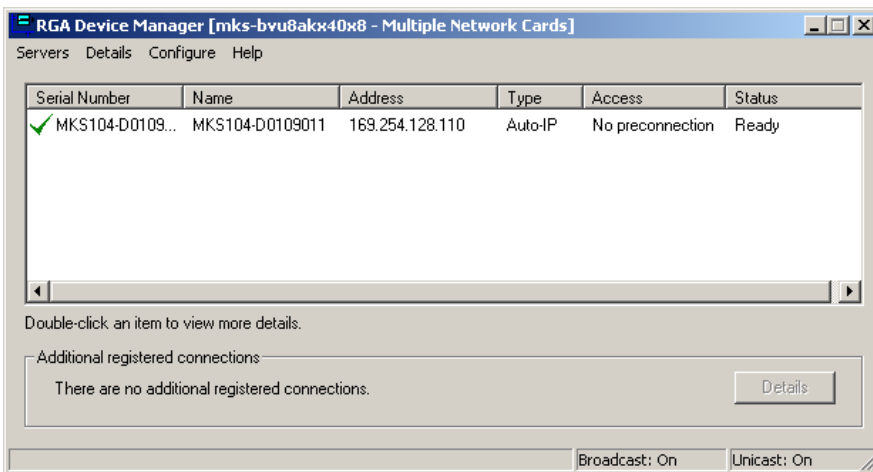 RGA Device Manager [mks-bvu8akx40x8 - Multiple Network Cards]
Servers Details Configure Help
Serial Number Name Address Type Access Status
MKS104-D0109... MKS104-D0109011 169.254.128.110 Auto-IP No preconnection Ready
Double-click an item to view more details.
Additional registered connections
There are no additional registered connections.
Details
Broadcast: On Unicast: On